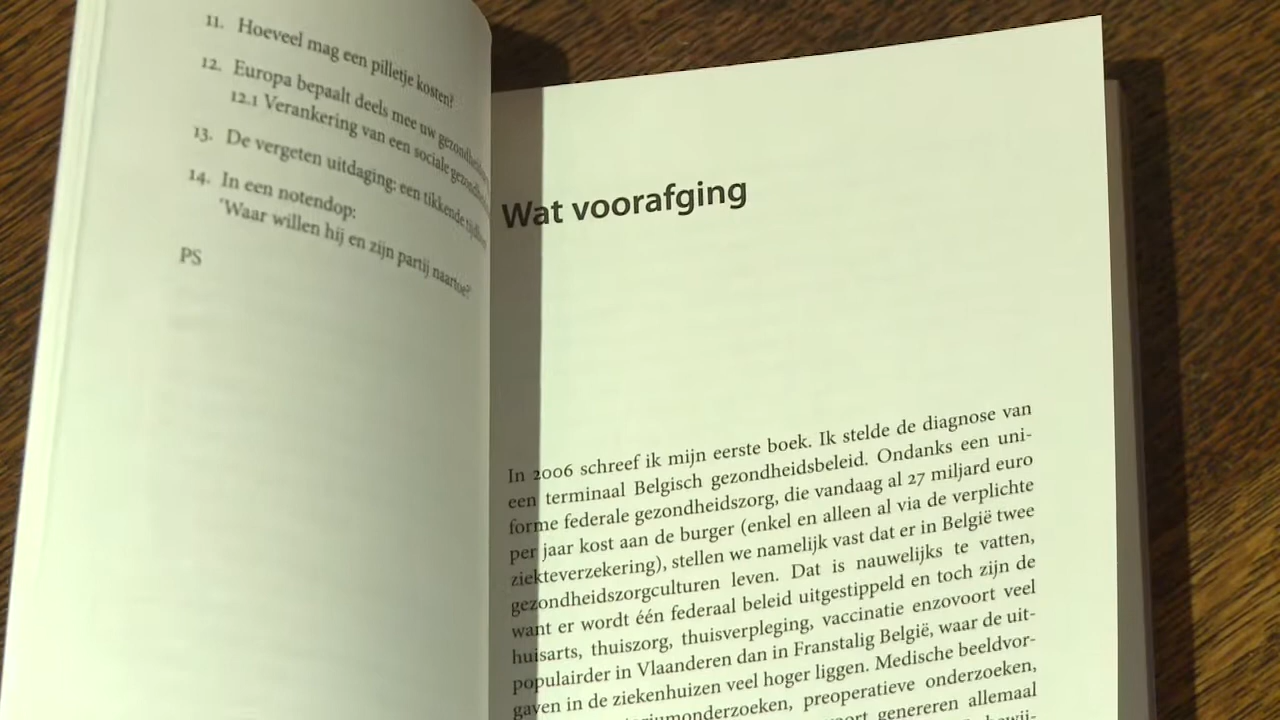 11. Hoeveel mag een pilletje kosten?
12. Europa bepaalt deels mee uw
12.1 Verankering van een sociale
13. De vergeten uitdaging: een tikkende
14. In een notendop:
'Waar willen hij en zijn partij naartoe?'
PS
Wat voorafging
In 2006 schreef ik mijn eerste boek. Ik stelde de diagnose van
een terminaal Belgisch gezondheidsbeleid. Ondanks een uni-
forme federale gezondheidszorg, die vandaag al 27 miljard euro
per jaar kost aan de burger (enkel en alleen al via de verplichte
ziekteverzekering), stellen we namelijk vast dat er in België twee
gezondheidszorgculturen leven. Dat is nauwelijks te vatten,
want er wordt één federaal beleid uitgestippeld en toch zijn de
huisarts, thuiszorg, thuisverpleging, vaccinatie enzovoort veel
populairder in Vlaanderen dan in Franstalig België, waar de uit-
gaven in de ziekenhuizen veel hoger liggen. Medische beeldvor-
preoperatieve onderzoeken,
genereren allemaal